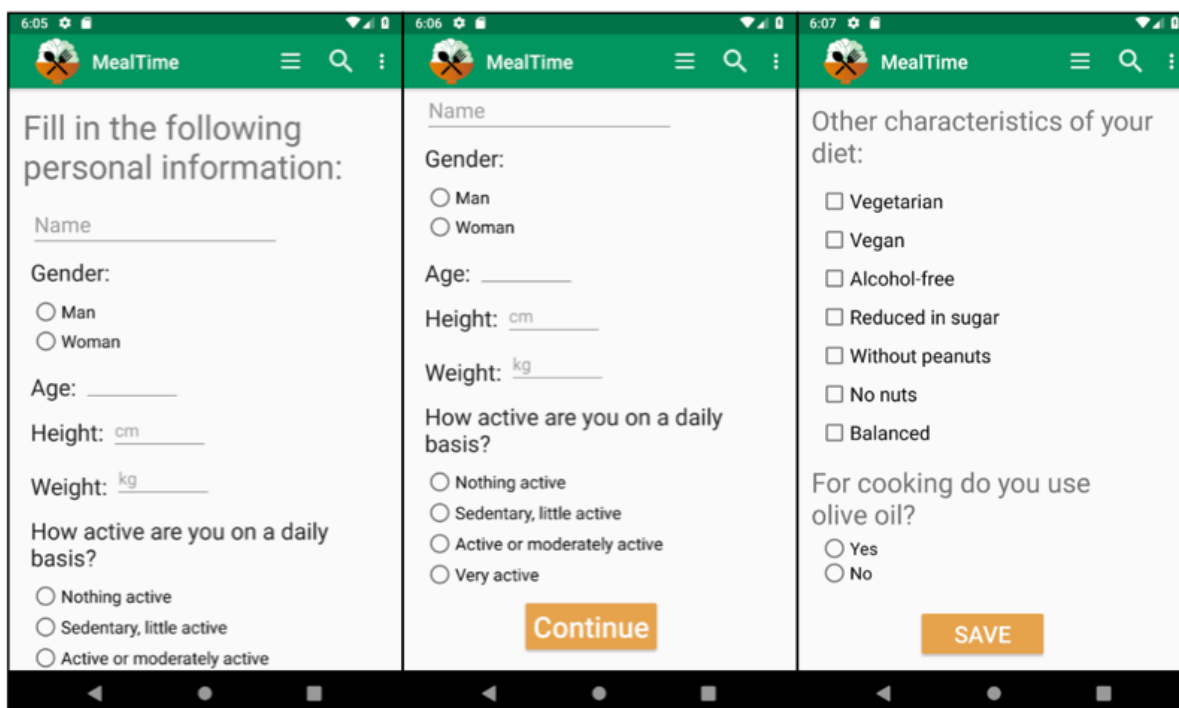 6:05
MealTime
Fill in the following
personal information:
Name
Gender:
Man
Woman
Age:
Height: cm
Weight: kg
How active are you on a daily
basis?
Nothing active
Sedentary, little active
Active or moderately active
6:06
MealTime
Name
Gender:
Man
Woman
Age:
Height: cm
Weight: kg
How active are you on a daily
basis?
Nothing active
Sedentary, little active
Active or moderately active
Very active
Continue
6:07
MealTime
Other characteristics of your
diet:
Vegetarian
Vegan
Alcohol-free
Reduced in sugar
Without peanuts
No nuts
Balanced
For cooking do you use
olive oil?
Yes
No
SAVE